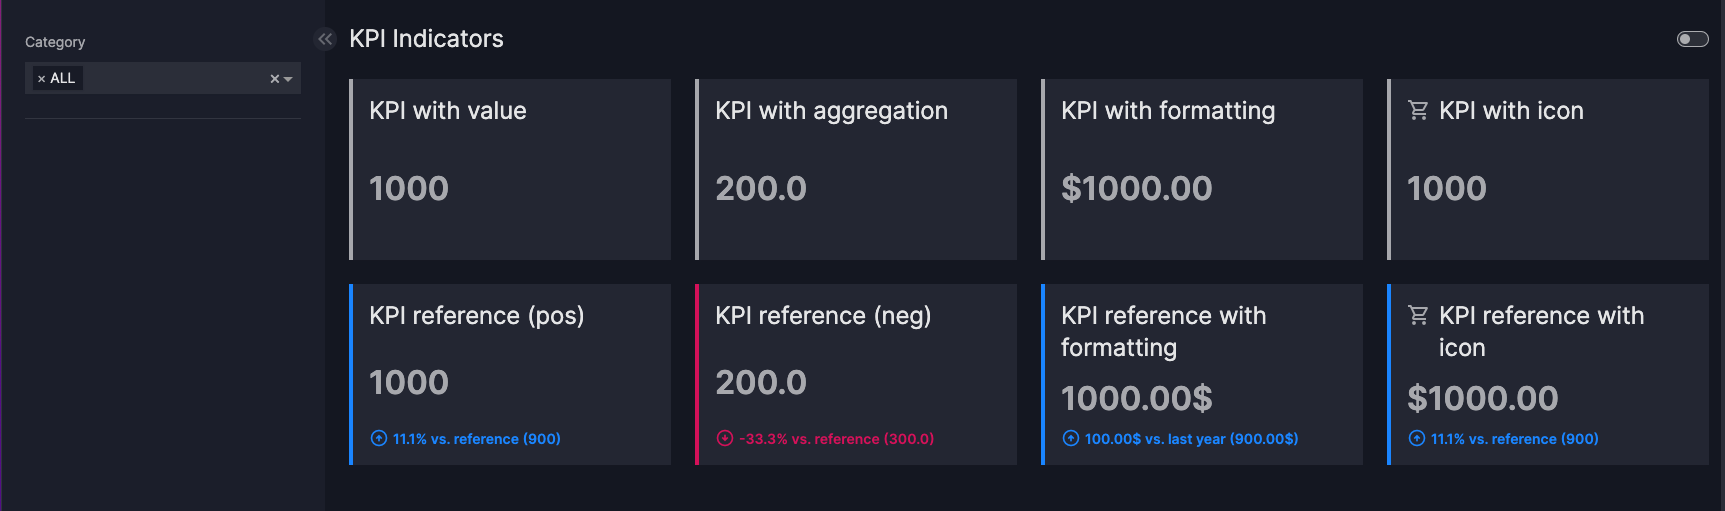 Category
× ALL
KPI Indicators
KPI with value
1000
KPI with aggregation
200.0
KPI with formatting
$1000.00
KPI with icon
1000
KPI reference (pos)
1000
11.1% vs. reference (900)
KPI reference (neg)
200.0
-33.3% vs. reference (300.0)
KPI reference with
formatting
1000.00$
100.00$ vs. last year (900.00$)
KPI reference with
icon
$1000.00
11.1% vs. reference (900)